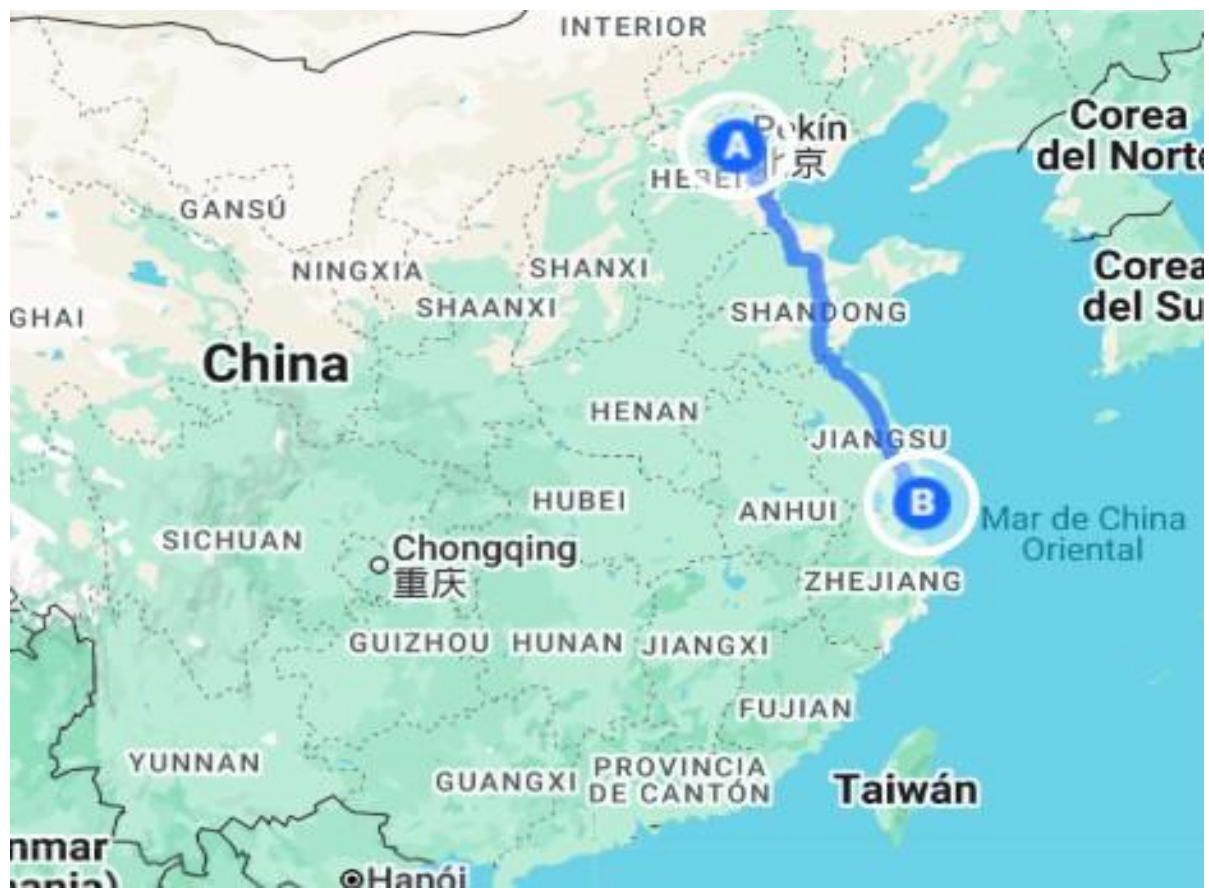 INTERIOR
A
Pekín
北京
Corea
del Norte
HEBEI
GANSÚ
NINGXIA
SHANXI
Corea
del Su
SHAANXI
SHANDONG
GHAI
China
HENAN
JIANGSU
HUBEI
ANHUI
B
Mar de China
Oriental
SICHUAN
Chongqing
重庆
ZHEJIANG
GUIZHOU
HUNAN
JIANGXI
FUJIAN
YUNNAN
GUANGXI
PROVINCIA
DE CANTÓN
Taiwán
nmar
ania)
Hanói